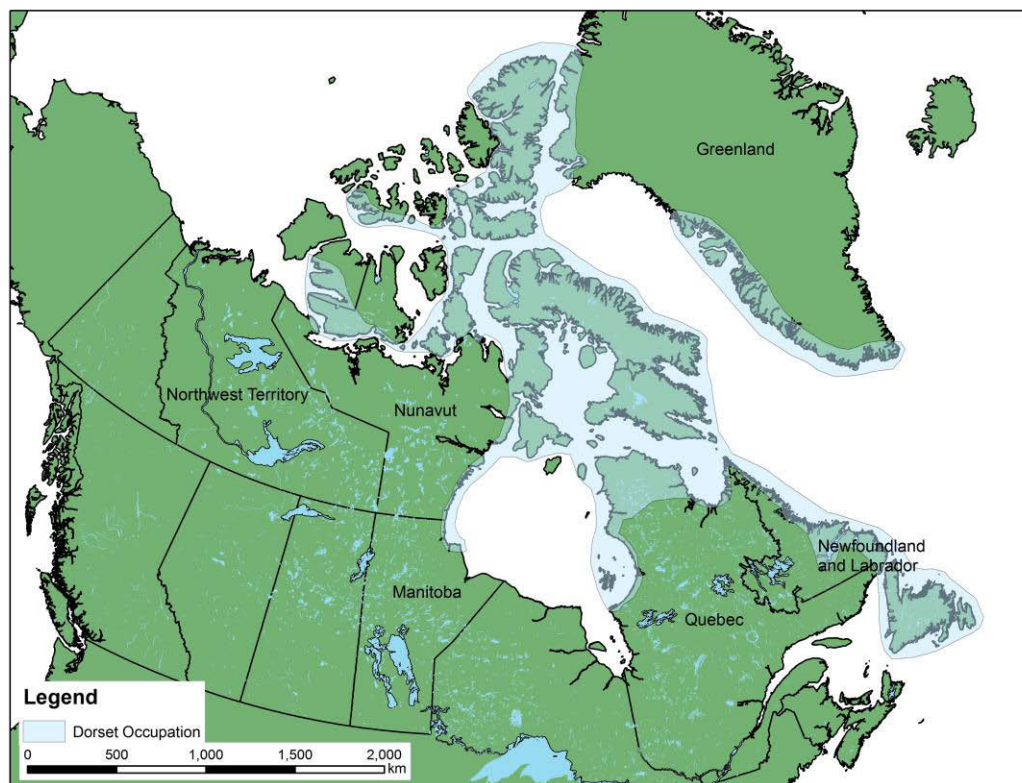 Greenland
Northwest Territory
Nunavut
Newfoundland
and Labrador
Manitoba
Quebec
Legend
Dorset Occupation
0 500 1,000 1,500 2,000
km